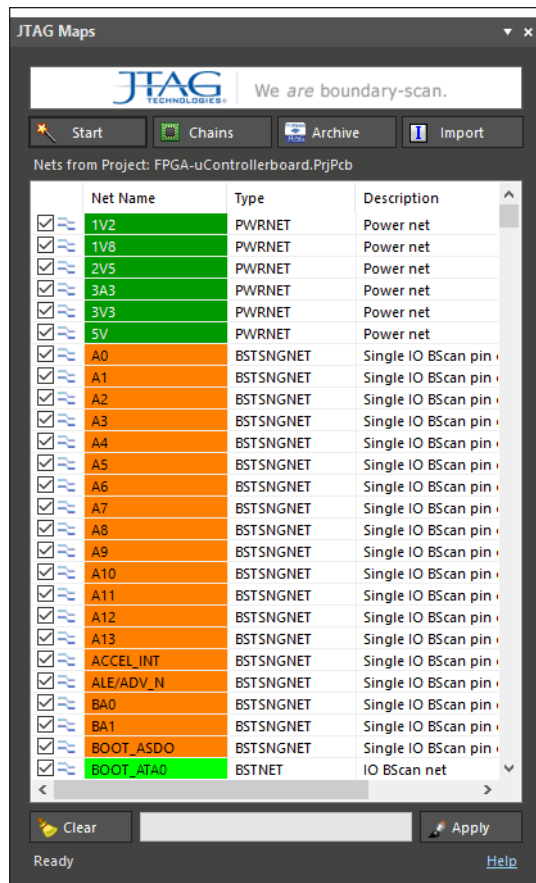 JTAG Maps
JTAG TECHNOLOGIES® We are boundary-scan.
Start Chains Archive Import
Nets from Project: FPGA-uControllerboard.PrjPcb
Net Name Type Description
1V2 PWRNET Power net
1V8 PWRNET Power net
2V5 PWRNET Power net
3A3 PWRNET Power net
3V3 PWRNET Power net
5V PWRNET Power net
A0 BSTSNGNET Single IO BScan pin
A1 BSTSNGNET Single IO BScan pin
A2 BSTSNGNET Single IO BScan pin
A3 BSTSNGNET Single IO BScan pin
A4 BSTSNGNET Single IO BScan pin
A5 BSTSNGNET Single IO BScan pin
A6 BSTSNGNET Single IO BScan pin
A7 BSTSNGNET Single IO BScan pin
A8 BSTSNGNET Single IO BScan pin
A9 BSTSNGNET Single IO BScan pin
A10 BSTSNGNET Single IO BScan pin
A11 BSTSNGNET Single IO BScan pin
A12 BSTSNGNET Single IO BScan pin
A13 BSTSNGNET Single IO BScan pin
ACCEL_INT BSTSNGNET Single IO BScan pin
ALE/ADV_N BSTSNGNET Single IO BScan pin
BA0 BSTSNGNET Single IO BScan pin
BA1 BSTSNGNET Single IO BScan pin
BOOT_ASDO BSTSNGNET Single IO BScan pin
BOOT_ATA0 BSTNET IO BScan net
Clear Apply
Ready Help